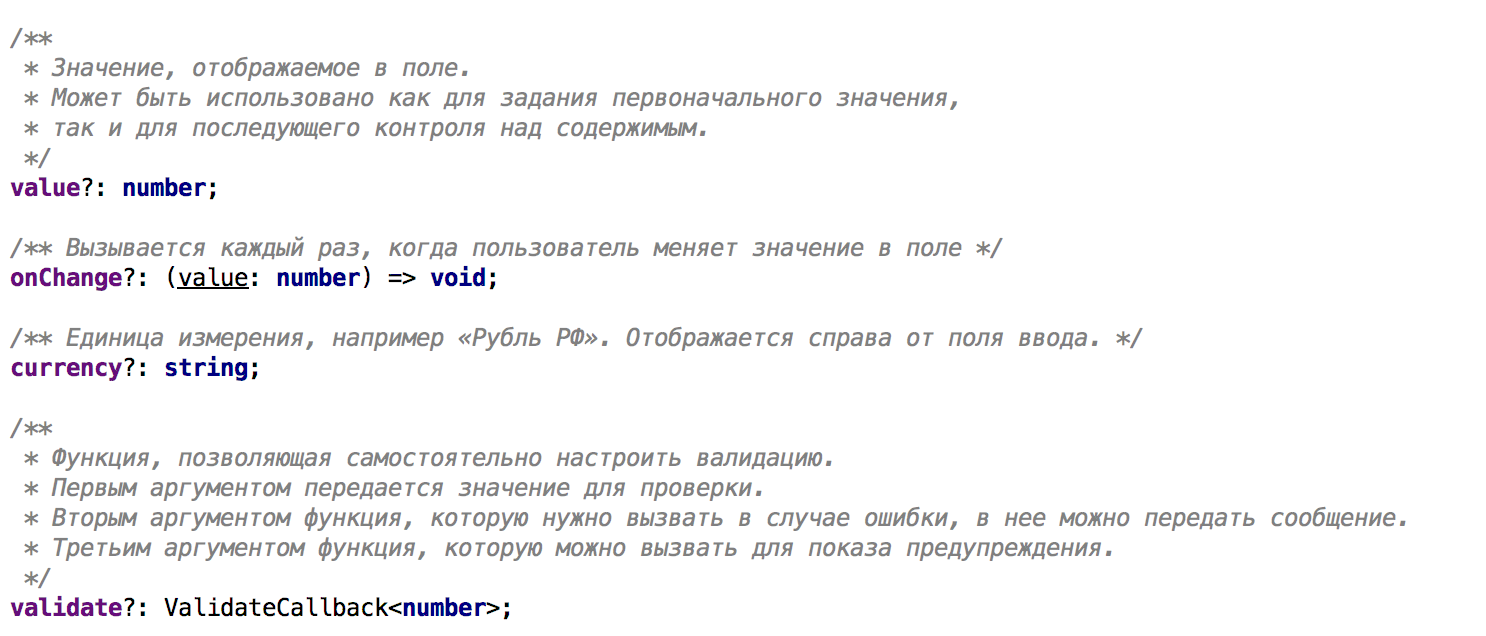 /**
 * Значение, отображаемое в поле.
 * Может быть использовано как для задания первоначального значения,
 * так и для последующего контроля над содержимым.
 */
value?: number;
/** Вызывается каждый раз, когда пользователь меняет значение в поле */
onChange?: (value: number) => void;
/** Единица измерения, например «Рубль РФ». Отображается справа от поля ввода. */
currency?: string;
/**
 * Функция, позволяющая самостоятельно настроить валидацию.
 * Первым аргументом передается значение для проверки.
 * Вторым аргументом функция, которую нужно вызвать в случае ошибки, в нее можно передать сообщение.
 * Третьим аргументом функция, которую можно вызвать для показа предупреждения.
 */
validate?: ValidateCallback<number>;